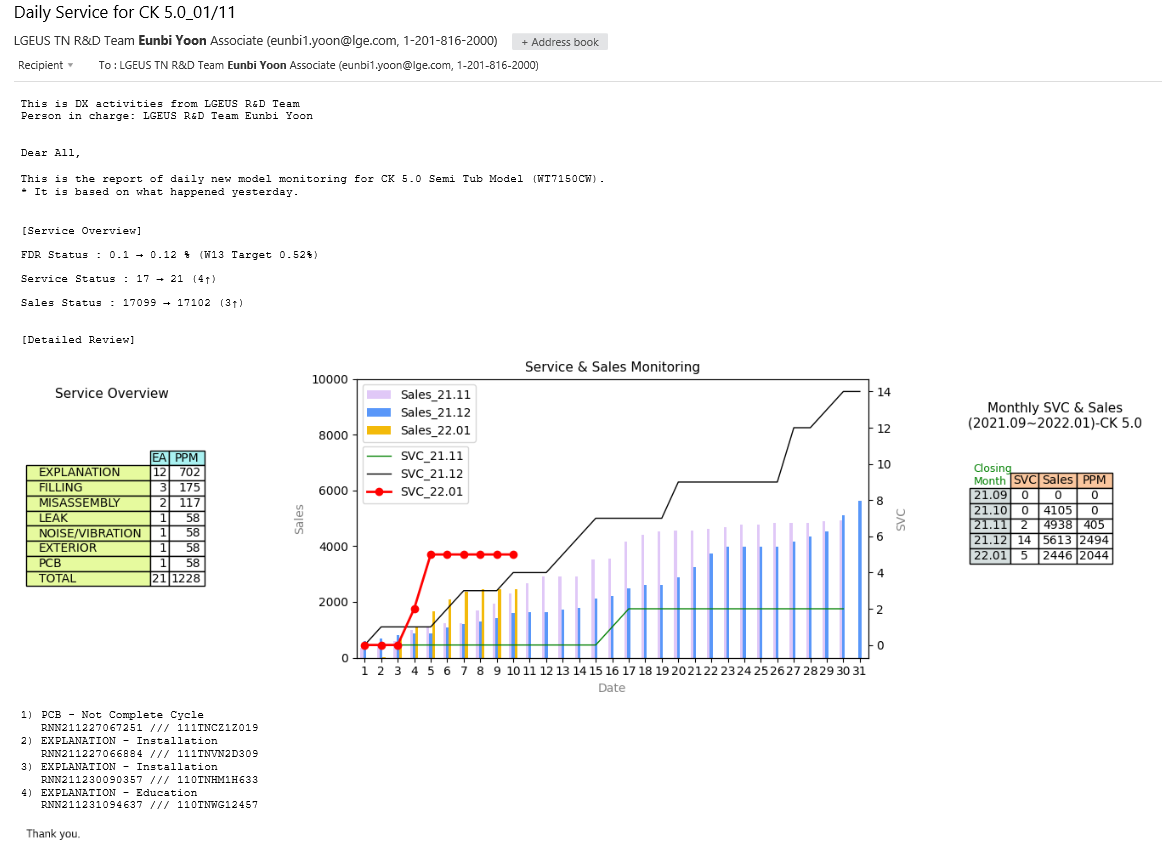 Daily Service for CK 5.0_01/11
LGEUS TN R&D Team Eunbi Yoon Associate (eunbi1.yoon@lge.com, 1-201-816-2000) + Address book
Recipient ▾ To : LGEUS TN R&D Team Eunbi Yoon Associate (eunbi1.yoon@lge.com, 1-201-816-2000)
This is DX activities from LGEUS R&D Team
Person in charge: LGEUS R&D Team Eunbi Yoon
Dear All,
This is the report of daily new model monitoring for CK 5.0 Semi Tub Model (WT7150CW).
* It is based on what happened yesterday.
[Service Overview]
FDR Status : 0.1 → 0.12 % (W13 Target 0.52%)
Service Status : 17 → 21 (4↑)
Sales Status : 17099 → 17102 (3↑)
[Detailed Review]
Service Overview
EA PPM
EXPLANATION 12 702
FILLING 3 175
MISASSEMBLY 2 117
LEAK 1 58
NOISE/VIBRATION 1 58
EXTERIOR 1 58
PCB 1 58
TOTAL 21 1228
Service & Sales Monitoring
10000
8000
6000
4000
2000
0
Sales
Sales_21.11
Sales_21.12
Sales_22.01
SVC_21.11
SVC_21.12
SVC_22.01
14
12
10
8
6
4
2
0
SVC
1 2 3 4 5 6 7 8 9 10 11 12 13 14 15 16 17 18 19 20 21 22 23 24 25 26 27 28 29 30 31
Date
Monthly SVC & Sales
(2021.09~2022.01)-CK 5.0
Closing
Month SVC Sales PPM
21.09 0 0 0
21.10 0 4105 0
21.11 2 4938 405
21.12 14 5613 2494
22.01 5 2446 2044
1) PCB - Not Complete Cycle
RNN211227067251 /// 111TNCZ1Z019
2) EXPLANATION - Installation
RNN211227066884 /// 111TNVN2D309
3) EXPLANATION - Installation
RNN211230090357 /// 110TNHM1H633
4) EXPLANATION - Education
RNN211231094637 /// 110TNWG12457
Thank you.